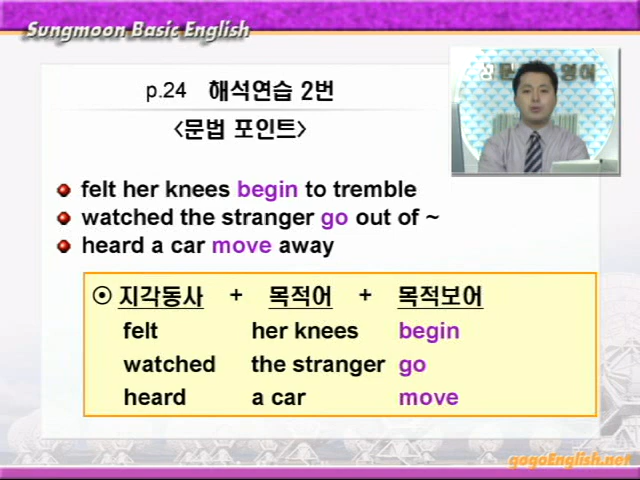 Sungmoon Basic English
p.24 해석연습 2번
<문법 포인트>
felt her knees begin to tremble
watched the stranger go out of ~
heard a car move away
지각동사 + 목적어 + 목적보어
felt her knees begin
watched the stranger go
heard a car move
gogoEnglish.net